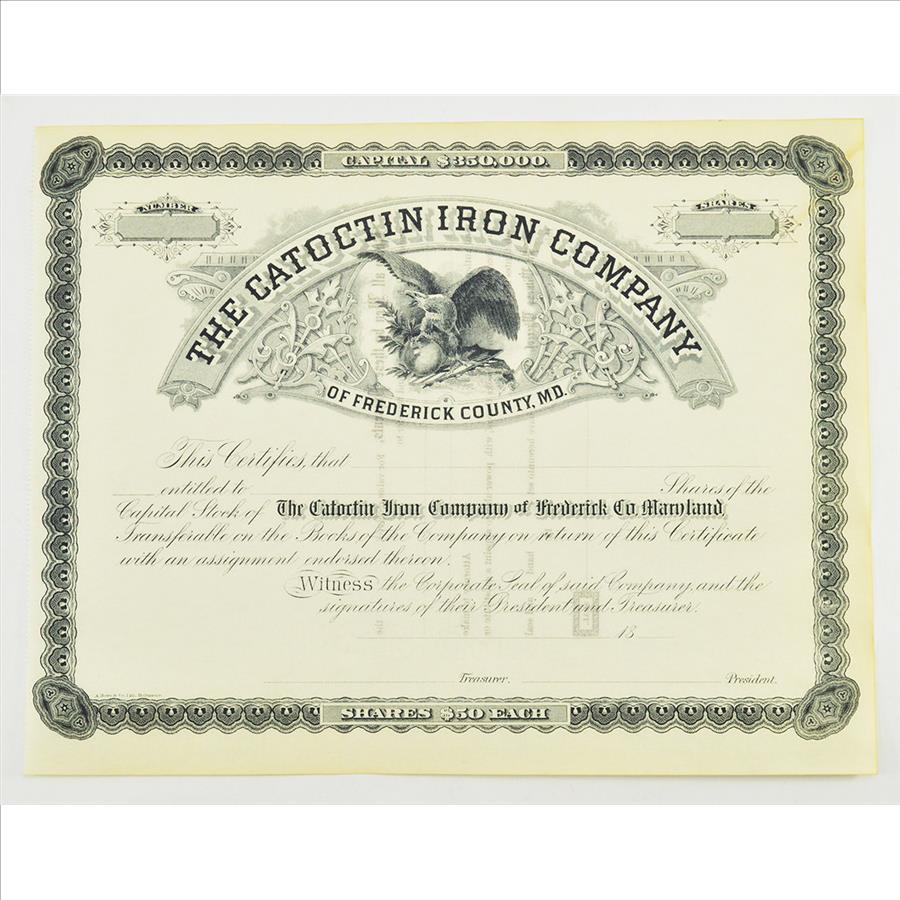 CAPITAL $350,000.
NUMBER
SHARES
THE CATOCTIN IRON COMPANY
OF FREDERICK COUNTY, MD.
This Certifies, that
entitled to Shares of the
Capital Stock of The Catoctin Iron Company of Frederick Co. Maryland,
Transferable on the Books of the Company on return of this Certificate
with an assignment endorsed thereon.
Witness the Corporate Seal of said Company, and the
signatures of their President and Treasurer.
18
Treasurer. President.
SHARES $50 EACH